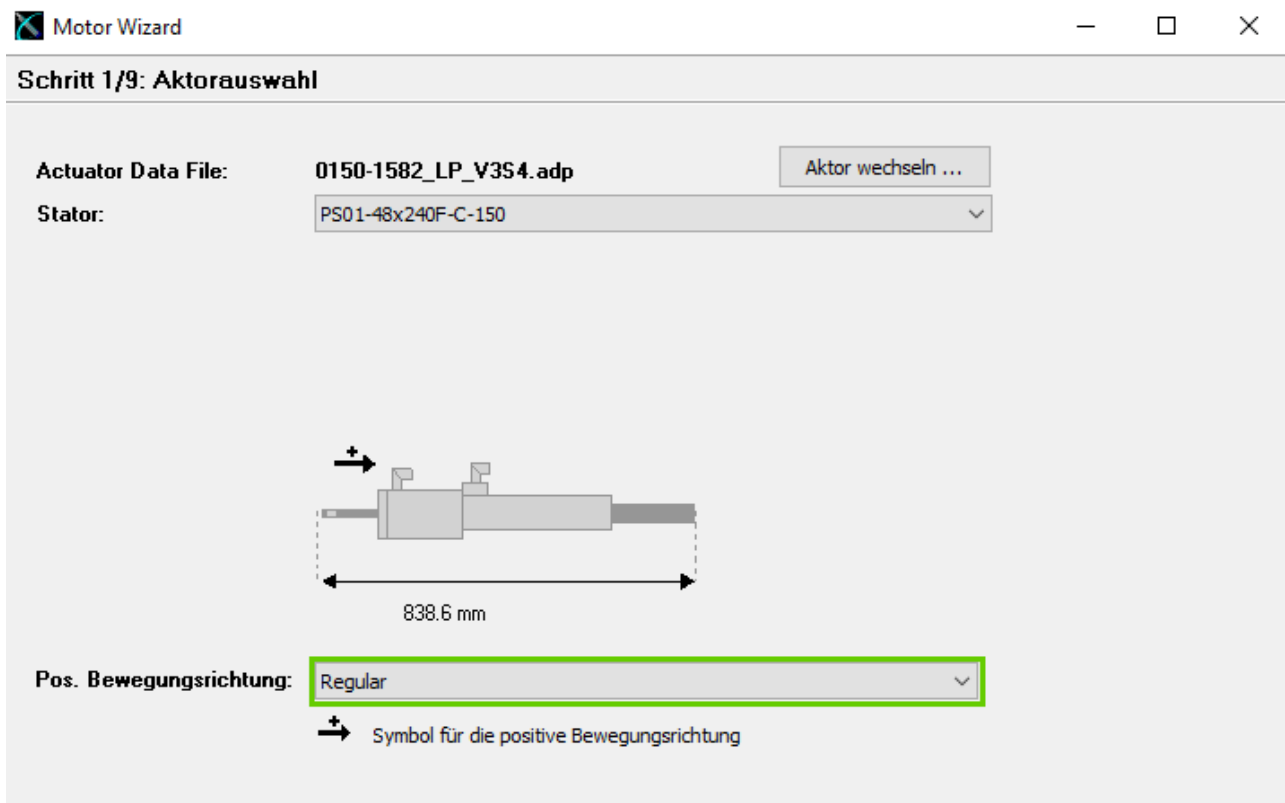 Motor Wizard
Schritt 1/9: Aktorauswahl
Actuator Data File: 0150-1582_LP_V3S4.adp Aktor wechseln ...
Stator: PS01-48x240F-C-150
+
838.6 mm
Pos. Bewegungsrichtung: Regular
+ Symbol für die positive Bewegungsrichtung